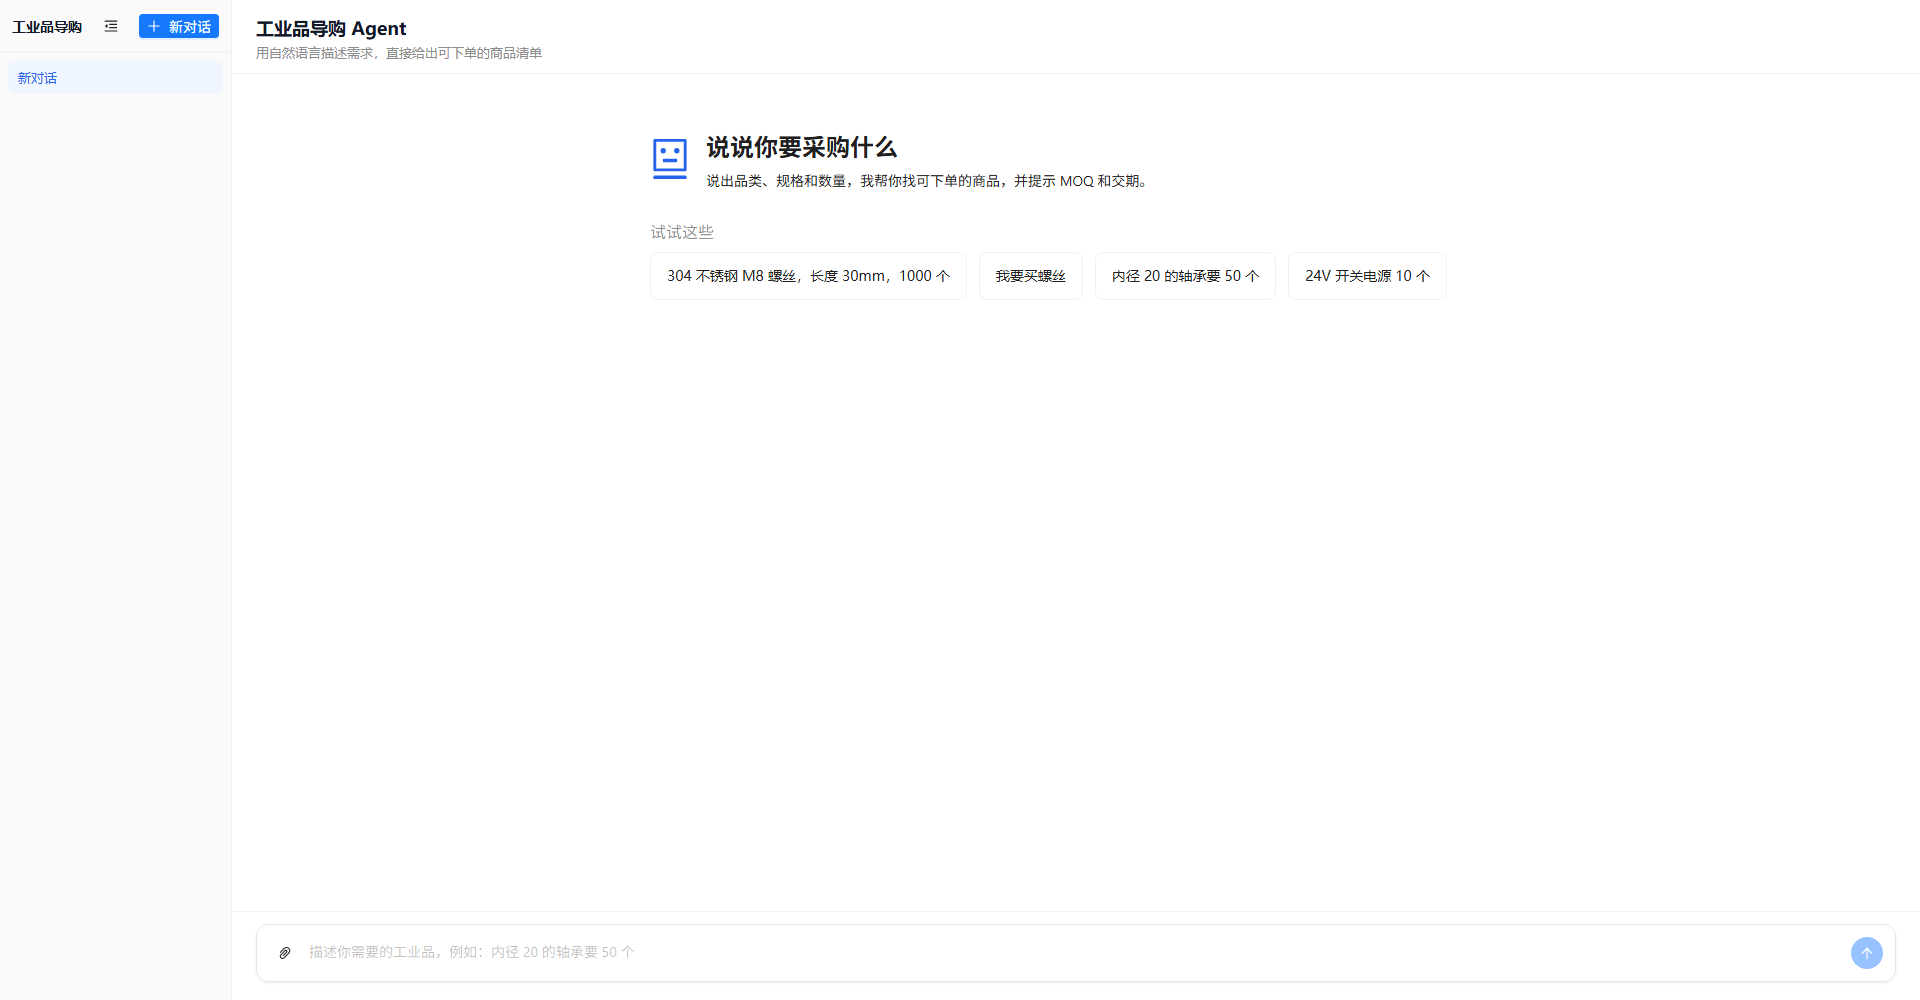 工业品导购
新对话
新对话
工业品导购 Agent
用自然语言描述需求，直接给出可下单的商品清单
说说你要采购什么
说出品类、规格和数量，我帮你找可下单的商品，并提示 MOQ 和交期。
试试这些
304 不锈钢 M8 螺丝，长度 30mm，1000 个
我要买螺丝
内径 20 的轴承要 50 个
24V 开关电源 10 个
描述你需要的工业品，例如：内径 20 的轴承要 50 个